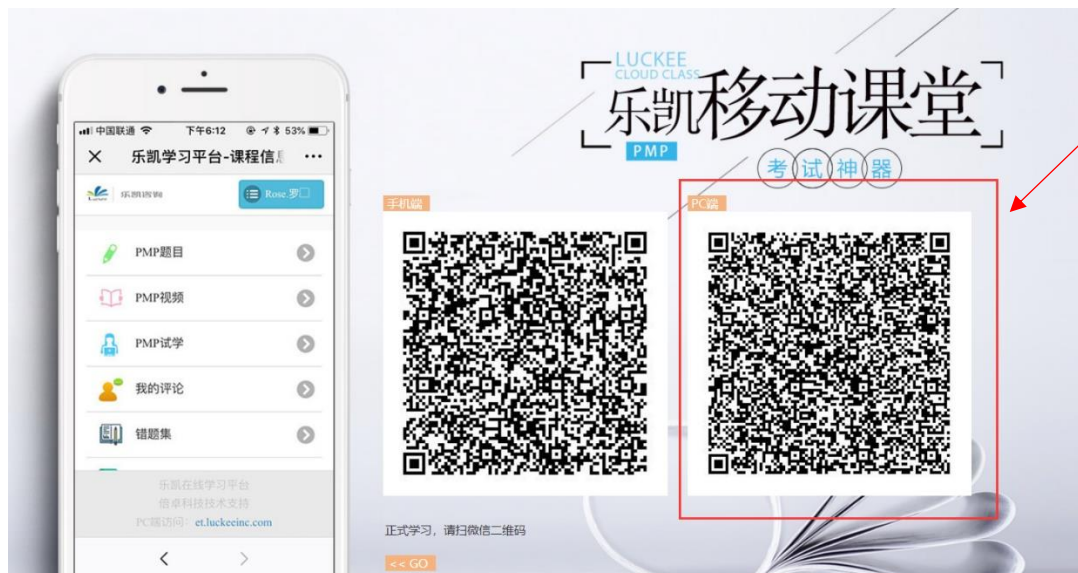 中国联通
下午6:12
53%
乐凯学习平台-课程信息
乐凯咨询
Rose.罗
PMP题目
PMP视频
PMP试学
我的评论
错题集
乐凯在线学习平台
倍卓科技技术支持
PC端访问：et.luckeeinc.com
LUCKEE
CLOUD CLASS
乐凯移动课堂
PMP
考试神器
手机端
PC端
正式学习，请扫微信二维码
<< GO